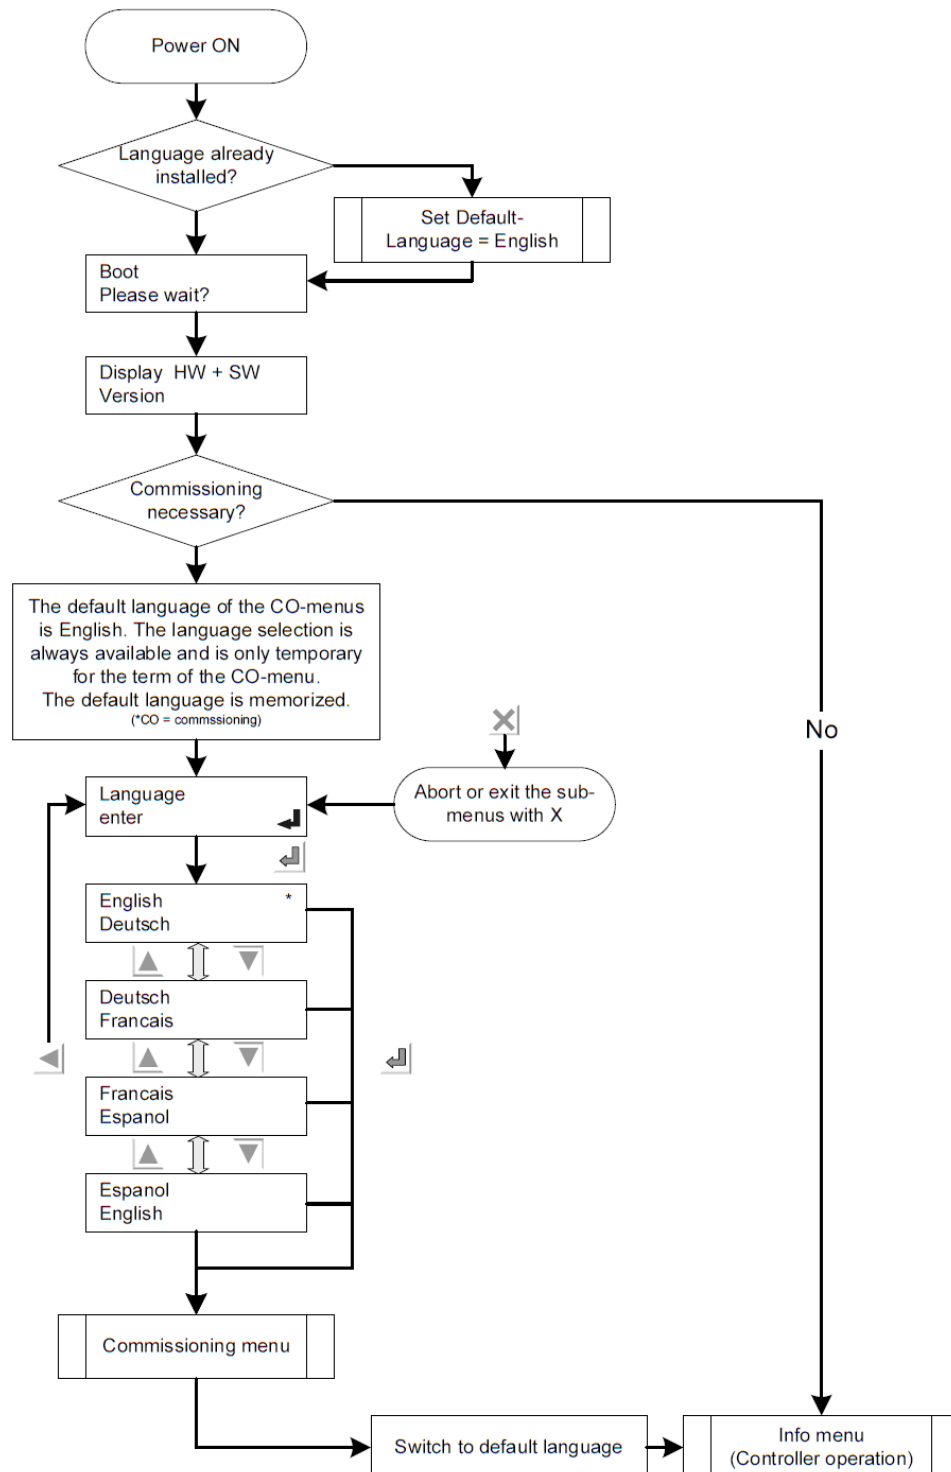 Power ON
Language already
installed?
Set Default-
Language = English
Boot
Please wait?
Display HW + SW
Version
Commissioning
necessary?
The default language of the CO-menus
is English. The language selection is
always available and is only temporary
for the term of the CO-menu.
The default language is memorized.
(*CO = commssioning)
No
Language
enter
Abort or exit the sub-
menus with X
English *
Deutsch
Deutsch
Francais
Francais
Espanol
Espanol
English
Commissioning menu
Switch to default language
Info menu
(Controller operation)